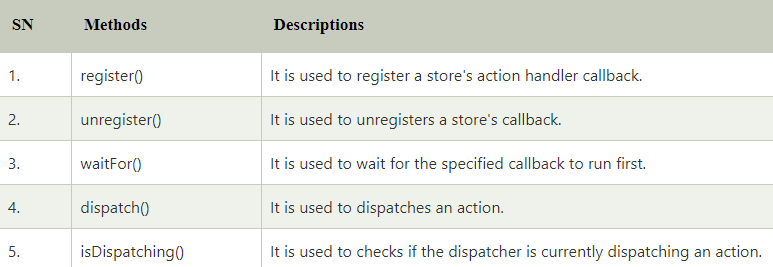 SN Methods Descriptions
1. register() It is used to register a store's action handler callback.
2. unregister() It is used to unregisters a store's callback.
3. waitFor() It is used to wait for the specified callback to run first.
4. dispatch() It is used to dispatches an action.
5. isDispatching() It is used to checks if the dispatcher is currently dispatching an action.